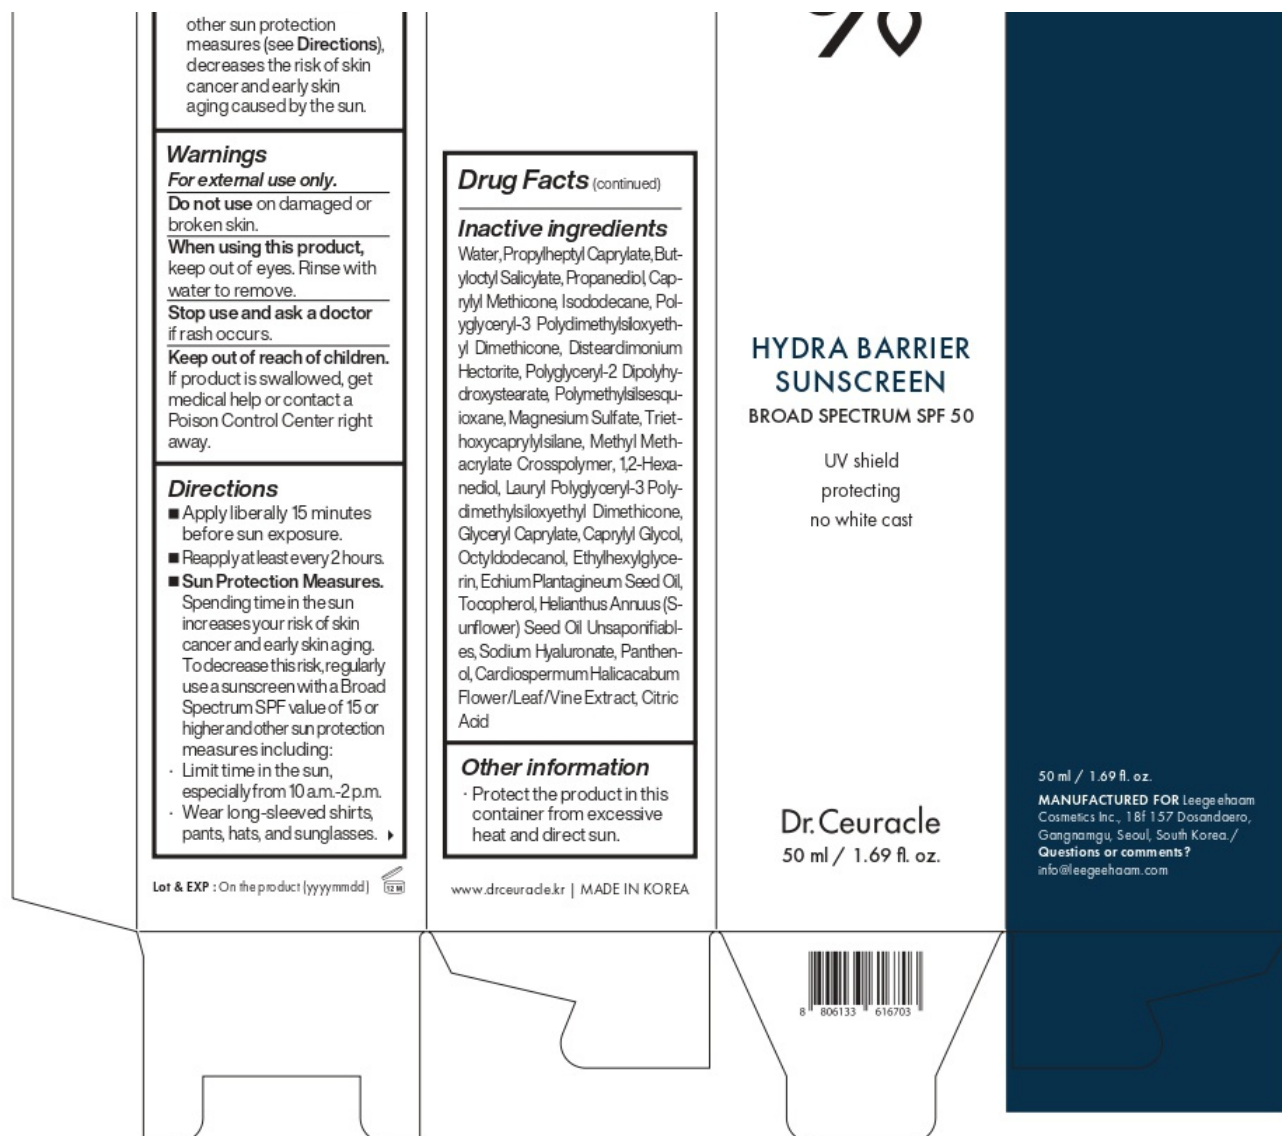 other sun protection
measures (see Directions),
decreases the risk of skin
cancer and early skin
aging caused by the sun.
Warnings
For external use only.
Do not use on damaged or
broken skin.
When using this product,
keep out of eyes. Rinse with
water to remove.
Stop use and ask a doctor
if rash occurs.
Keep out of reach of children.
If product is swallowed, get
medical help or contact a
Poison Control Center right
away.
Directions
■ Apply liberally 15 minutes
before sun exposure.
■ Reapply at least every 2 hours.
■ Sun Protection Measures.
Spending time in the sun
increases your risk of skin
cancer and early skin aging.
To decrease this risk, regularly
use a sunscreen with a Broad
Spectrum SPF value of 15 or
higher and other sun protection
measures including:
· Limit time in the sun,
especially from 10 a.m.-2 p.m.
· Wear long-sleeved shirts,
pants, hats, and sunglasses.
Lot & EXP : On the product (yyyymmdd)
12 M
Drug Facts (continued)
Inactive ingredients
Water, Propylheptyl Caprylate, But-
yloctyl Salicylate, Propanediol, Cap-
rylyl Methicone, Isododecane, Pol-
yglyceryl-3 Polydimethylsiloxyeth-
yl Dimethicone, Disteardimonium
Hectorite, Polyglyceryl-2 Dipolyhy-
droxystearate, Polymethylsilsesqu-
ioxane, Magnesium Sulfate, Triet-
hoxycaprylylsilane, Methyl Meth-
acrylate Crosspolymer, 1,2-Hexa-
nediol, Lauryl Polyglyceryl-3 Poly-
dimethylsiloxyethyl Dimethicone,
Glyceryl Caprylate, Caprylyl Glycol,
Octyldodecanol, Ethylhexylglyce-
rin, Echium Plantagineum Seed Oil,
Tocopherol, Helianthus Annuus (S-
unflower) Seed Oil Unsaponifiabl-
es, Sodium Hyaluronate, Panthen-
ol, Cardiospermum Halicacabum
Flower/Leaf/Vine Extract, Citric
Acid
Other information
· Protect the product in this
container from excessive
heat and direct sun.
www.drceuracle.kr | MADE IN KOREA
HYDRA BARRIER
SUNSCREEN
BROAD SPECTRUM SPF 50
UV shield
protecting
no white cast
Dr.Ceuracle
50 ml / 1.69 fl. oz.
8 806133 616703
50 ml / 1.69 fl. oz.
MANUFACTURED FOR Leegeehaam
Cosmetics Inc., 18f 157 Dosandaero,
Gangnamgu, Seoul, South Korea./
Questions or comments?
info@leegeehaam.com